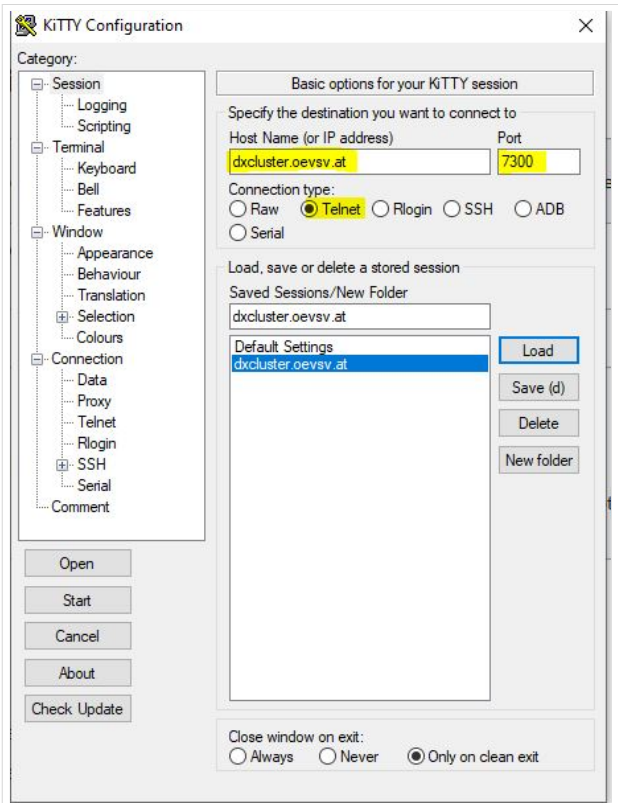 KiTTY Configuration
Category:
Session
Logging
Scripting
Terminal
Keyboard
Bell
Features
Window
Appearance
Behaviour
Translation
Selection
Colours
Connection
Data
Proxy
Telnet
Rlogin
SSH
Serial
Comment
Open
Start
Cancel
About
Check Update
Basic options for your KiTTY session
Specify the destination you want to connect to
Host Name (or IP address) Port
dxcluster.oevsv.at 7300
Connection type:
Raw Telnet Rlogin SSH ADB
Serial
Load, save or delete a stored session
Saved Sessions/New Folder
dxcluster.oevsv.at
Default Settings
dxcluster.oevsv.at
Load
Save (d)
Delete
New folder
Close window on exit:
Always Never Only on clean exit